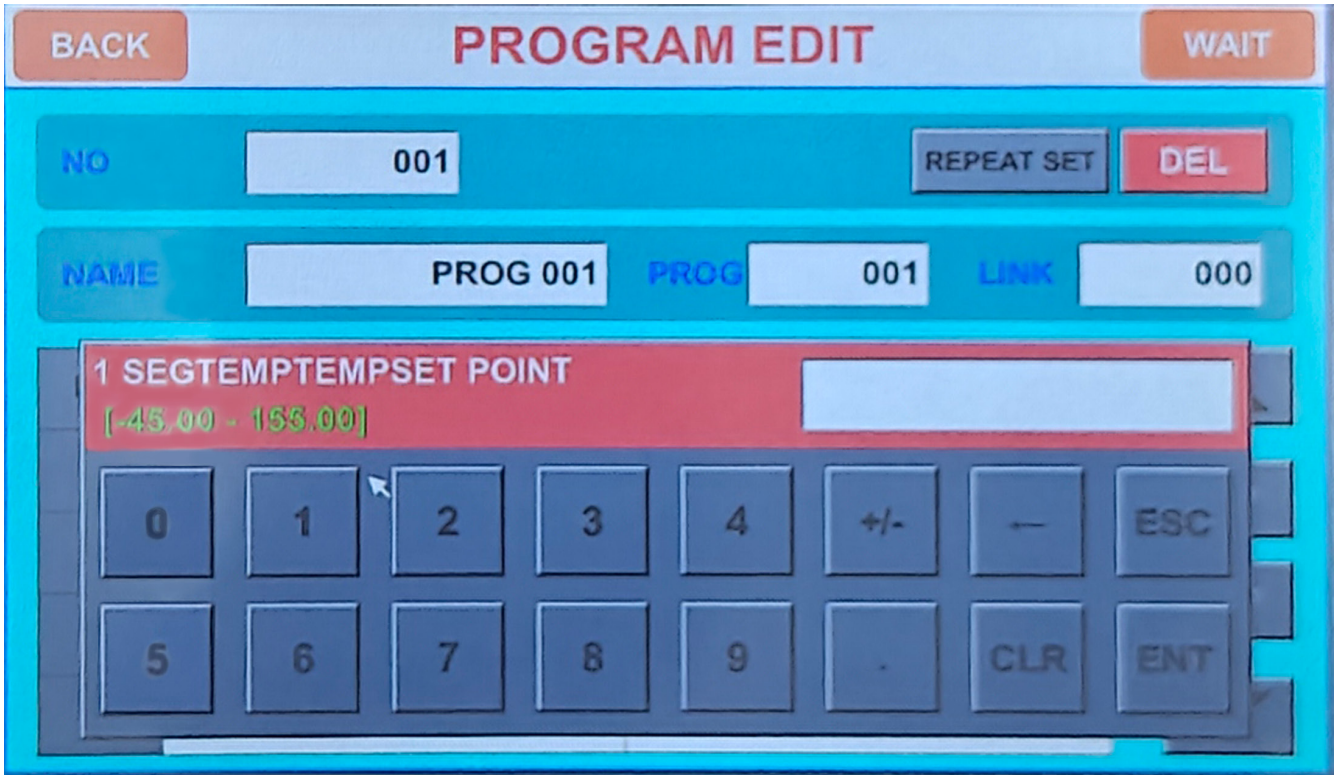 BACK PROGRAM EDIT WAIT
NO 001 REPEAT SET DEL
NAME PROG 001 PROG 001 LINK 000
1 SEGTEMPTEMPSET POINT
[-45.00 - 155.00]
0 1 2 3 4 +/- ← ESC
5 6 7 8 9 . CLR ENT